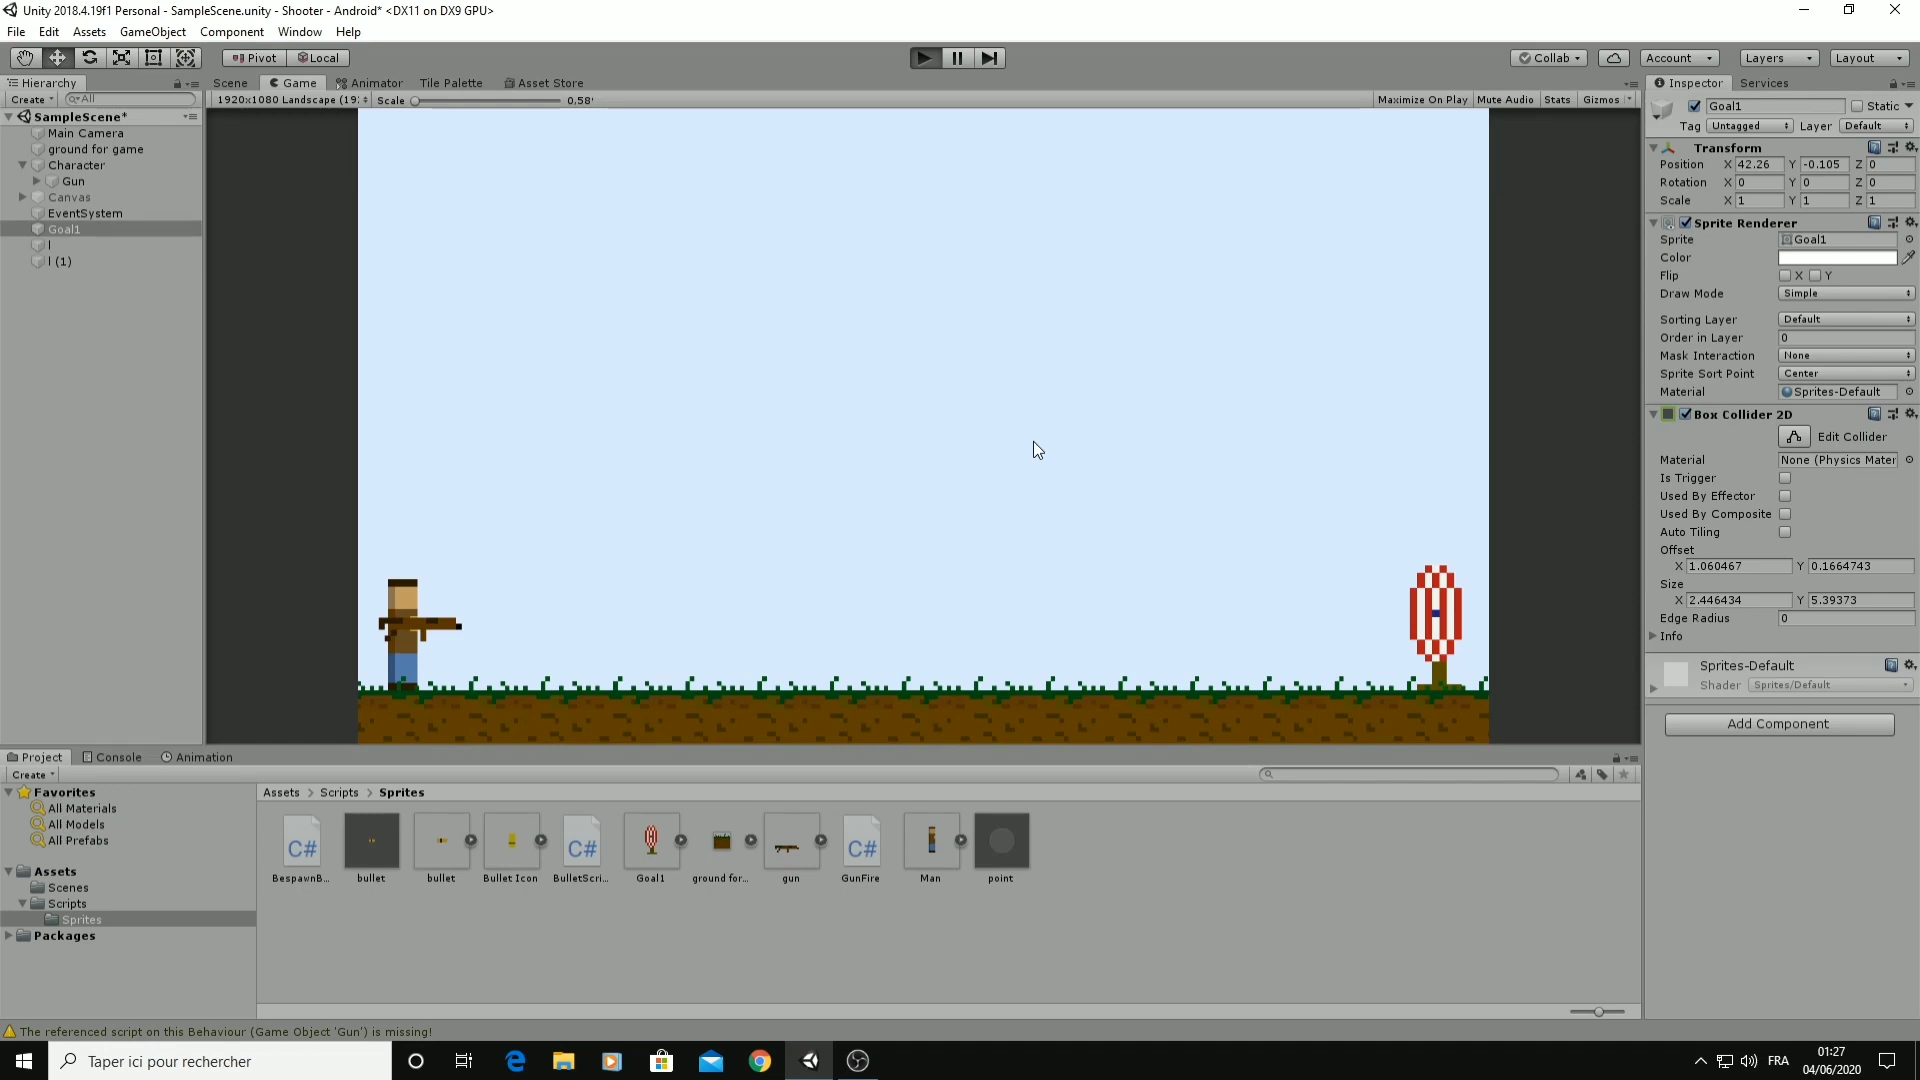 Unity 2018.4.19f1 Personal - SampleScene.unity - Shooter - Android* <DX11 on DX9 GPU>
File Edit Assets GameObject Component Window Help
Pivot Local Collab Account Layers Layout
Hierarchy Scene Game Animator Tile Palette Asset Store Inspector Services
Create All 1920x1080 Landscape (19: Scale 0,58' Maximize On Play Mute Audio Stats Gizmos
SampleScene*
Main Camera
ground for game
Character
Gun
Canvas
EventSystem
Goal1
l
l (1)
Goal1 Static
Tag Untagged Layer Default
Transform
Position X 42.26 Y -0.105 Z 0
Rotation X 0 Y 0 Z 0
Scale X 1 Y 1 Z 1
Sprite Renderer
Sprite Goal1
Color
Flip X Y
Draw Mode Simple
Sorting Layer Default
Order in Layer 0
Mask Interaction None
Sprite Sort Point Center
Material Sprites-Default
Box Collider 2D
Edit Collider
Material None (Physics Mater
Is Trigger
Used By Effector
Used By Composite
Auto Tiling
Offset
X 1.060467 Y 0.1664743
Size
X 2.446434 Y 5.39373
Edge Radius 0
Info
Sprites-Default
Shader Sprites/Default
Add Component
Project Console Animation
Create
Favorites
All Materials
All Models
All Prefabs
Assets
Scenes
Scripts
Sprites
Packages
Assets > Scripts > Sprites
C# C# C#
BespawnB... bullet bullet Bullet Icon BulletScri... Goal1 ground for... gun GunFire Man point
The referenced script on this Behaviour (Game Object 'Gun') is missing!
Taper ici pour rechercher
FRA
01:27
04/06/2020